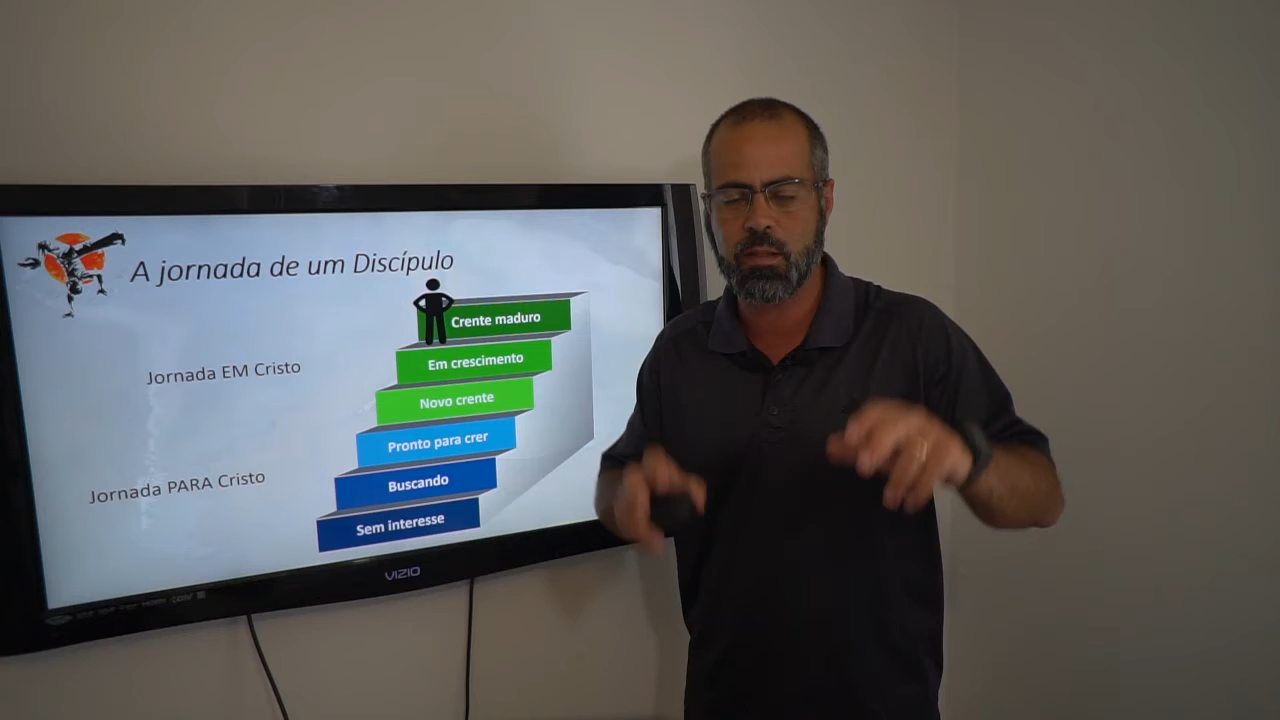 A jornada de um Discípulo
Crente maduro
Em crescimento
Jornada EM Cristo
Novo crente
Pronto para crer
Buscando
Jornada PARA Cristo
Sem interesse
VIZIO